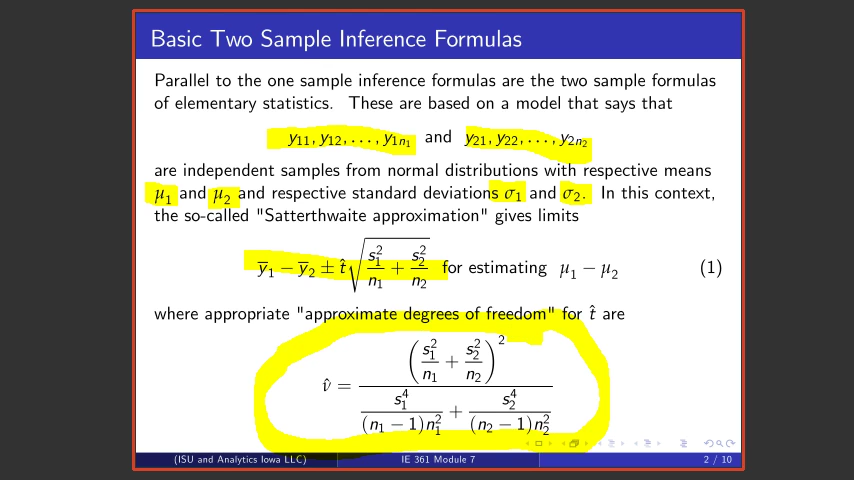 Basic Two Sample Inference Formulas
Parallel to the one sample inference formulas are the two sample formulas
of elementary statistics. These are based on a model that says that
y₁₁, y₁₂, . . . , y₁ₙ₁ and y₂₁, y₂₂, . . . , y₂ₙ₂
are independent samples from normal distributions with respective means
μ₁ and μ₂ and respective standard deviations σ₁ and σ₂. In this context,
the so-called "Satterthwaite approximation" gives limits
ȳ₁ − ȳ₂ ± t̂ √(s₁²/n₁ + s₂²/n₂) for estimating μ₁ − μ₂ (1)
where appropriate "approximate degrees of freedom" for t̂ are
ν̂ = (s₁²/n₁ + s₂²/n₂)² / (s₁⁴/((n₁ − 1)n₁²) + s₂⁴/((n₂ − 1)n₂²))
(ISU and Analytics Iowa LLC) IE 361 Module 7 2 / 10